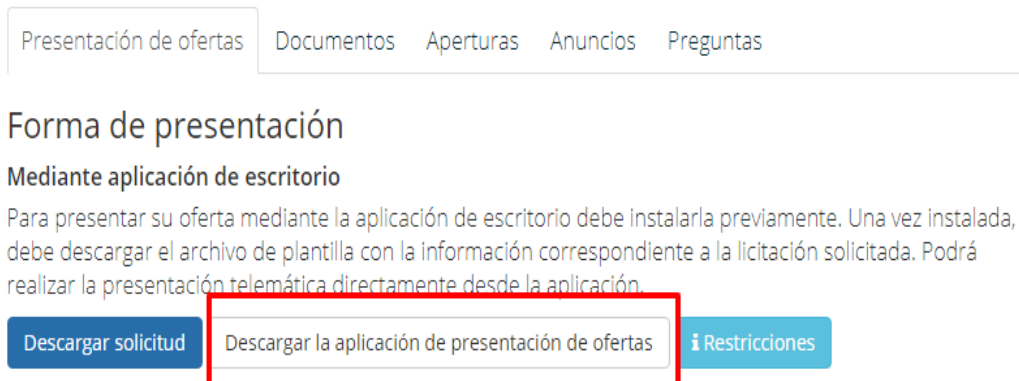 Presentación de ofertas Documentos Aperturas Anuncios Preguntas
Forma de presentación
Mediante aplicación de escritorio
Para presentar su oferta mediante la aplicación de escritorio debe instalarla previamente. Una vez instalada,
debe descargar el archivo de plantilla con la información correspondiente a la licitación solicitada. Podrá
realizar la presentación telemática directamente desde la aplicación.
Descargar solicitud Descargar la aplicación de presentación de ofertas i Restricciones